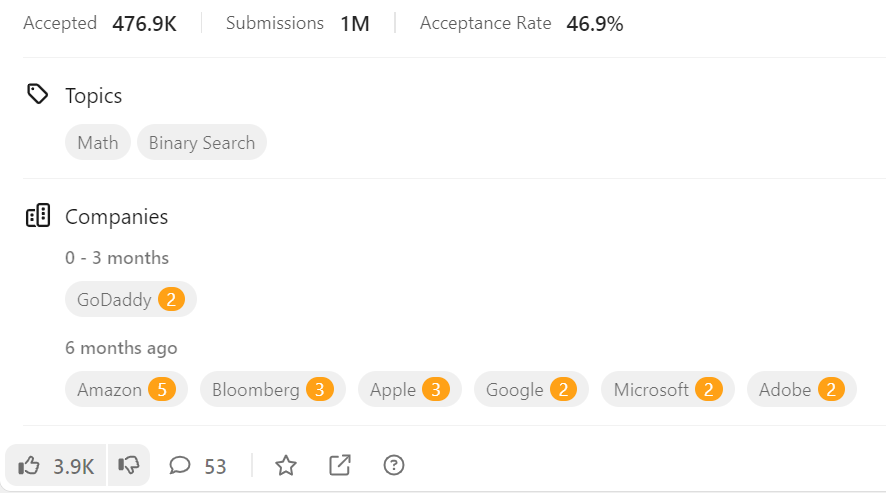 Accepted 476.9K Submissions 1M Acceptance Rate 46.9%
Topics
Math Binary Search
Companies
0 - 3 months
GoDaddy 2
6 months ago
Amazon 5 Bloomberg 3 Apple 3 Google 2 Microsoft 2 Adobe 2
3.9K 53 ?